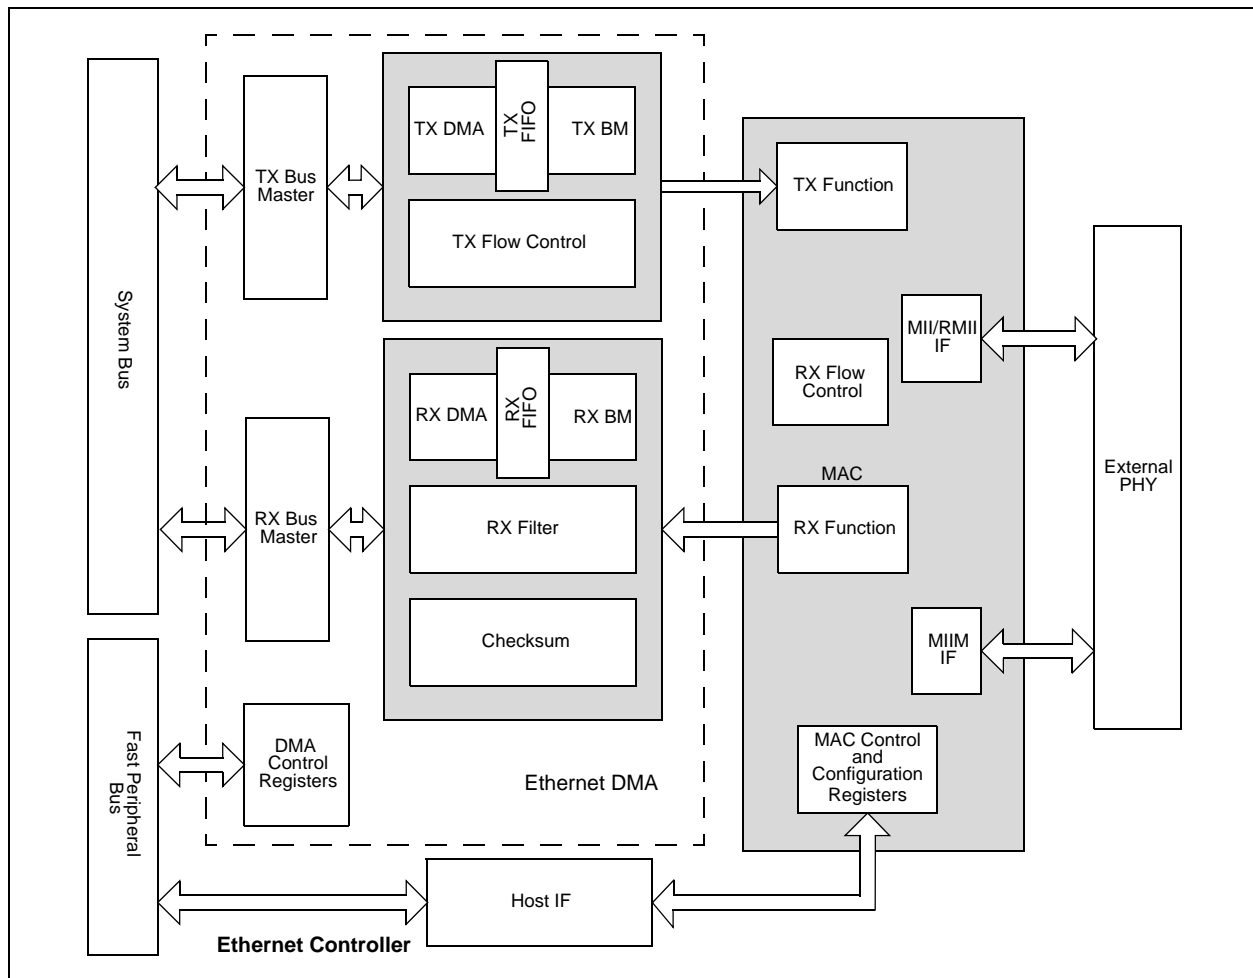 System Bus
TX Bus
Master
TX DMA
TX
FIFO
TX BM
TX Flow Control
TX Function
MII/RMII
IF
RX Flow
Control
RX Bus
Master
RX DMA
RX
FIFO
RX BM
RX Filter
Checksum
MAC
RX Function
MIIM
IF
External
PHY
Fast Peripheral
Bus
DMA
Control
Registers
Ethernet DMA
MAC Control
and
Configuration
Registers
Host IF
Ethernet Controller